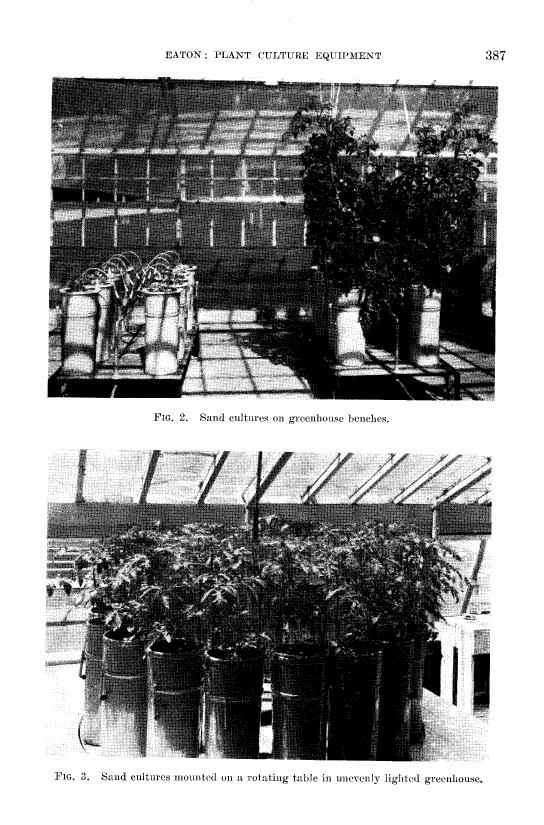 EATON: PLANT CULTURE EQUIPMENT 387
FIG. 2. Sand cultures on greenhouse benches.
FIG. 3. Sand cultures mounted on a rotating table in unevenly lighted greenhouse.